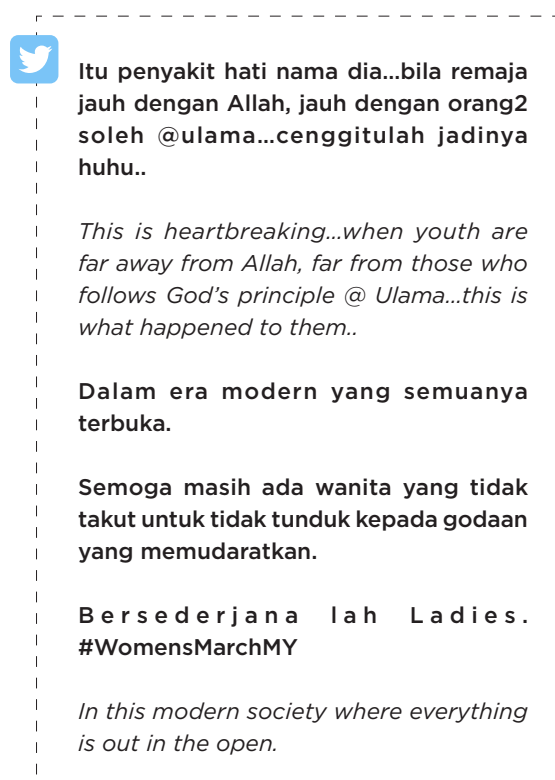 Itu penyakit hati nama dia...bila remaja
jauh dengan Allah, jauh dengan orang2
soleh @ulama...cenggitulah jadinya
huhu..
This is heartbreaking...when youth are
far away from Allah, far from those who
follows God's principle @ Ulama...this is
what happened to them..
Dalam era modern yang semuanya
terbuka.
Semoga masih ada wanita yang tidak
takut untuk tidak tunduk kepada godaan
yang memudaratkan.
Bersederjana lah Ladies.
#WomensMarchMY
In this modern society where everything
is out in the open.